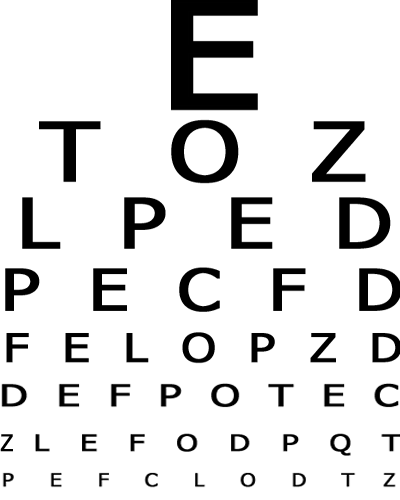 E
T O Z
L P E D
P E C F D
F E L O P Z D
D E F P O T E C
Z L E F O D P Q T
P E F C L O D T Z